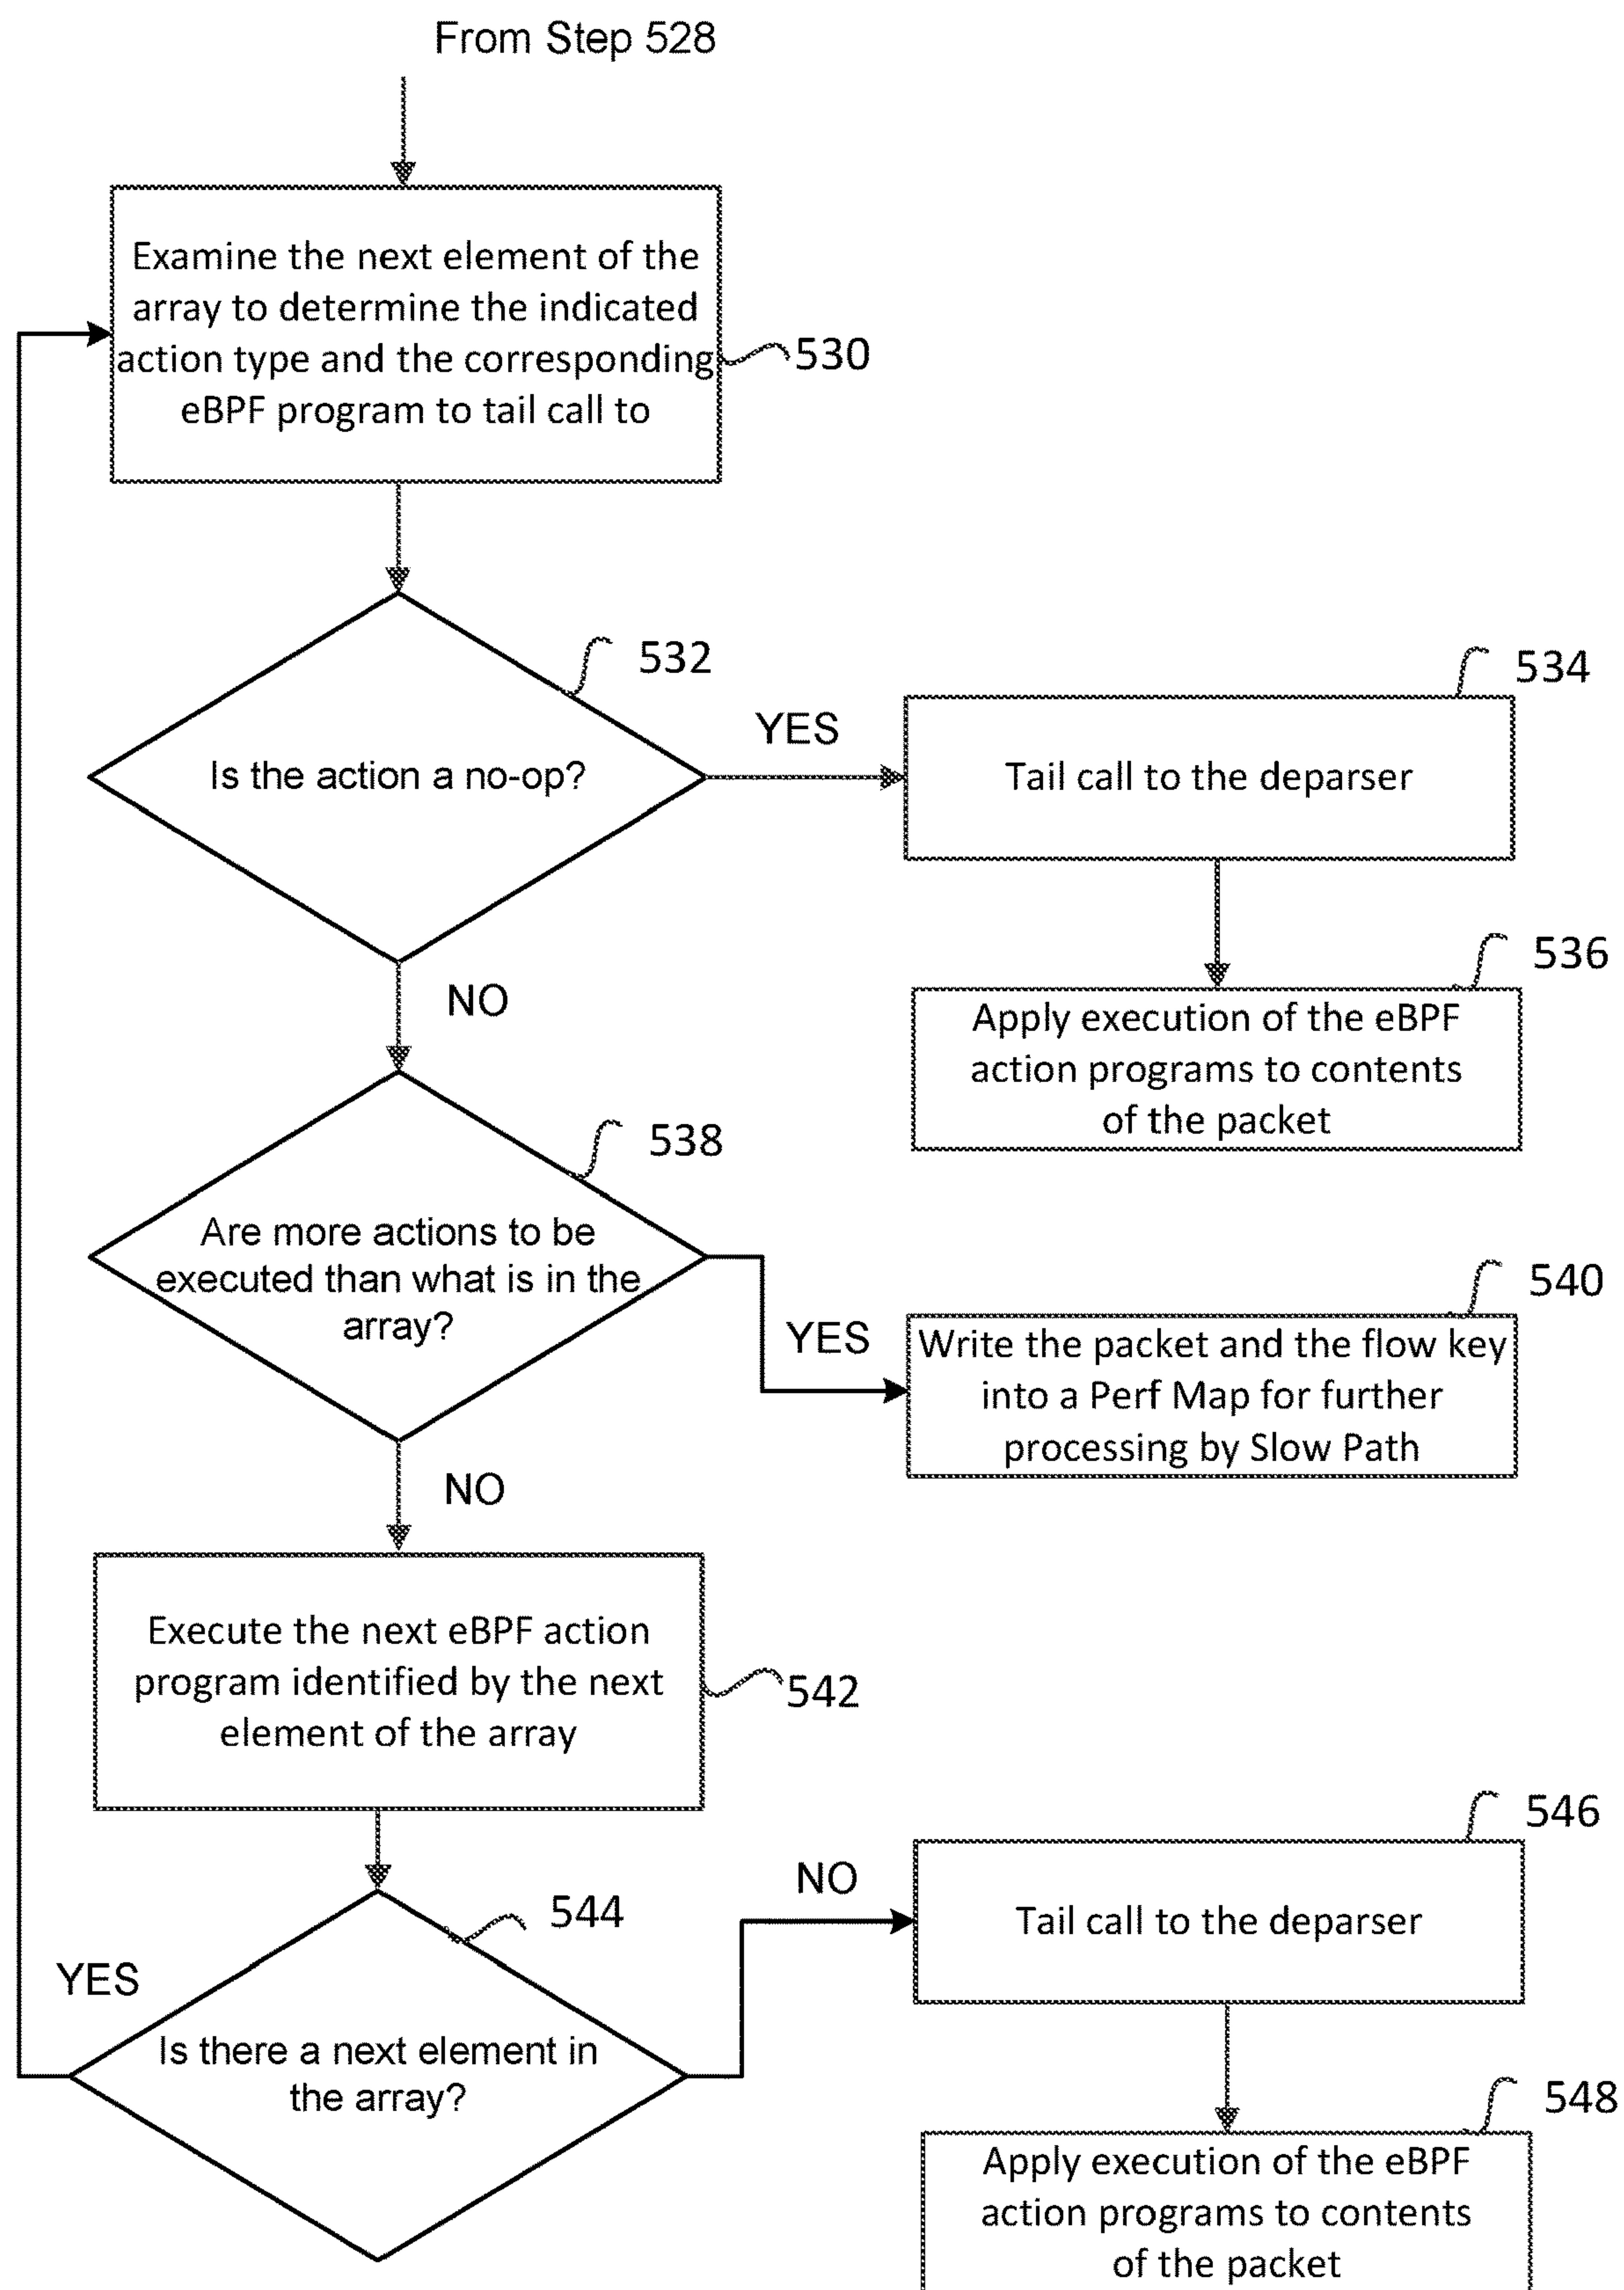 From Step 528
Examine the next element of the
array to determine the indicated
action type and the corresponding
eBPF program to tail call to
530
532
Is the action a no-op?
YES
534
Tail call to the deparser
536
Apply execution of the eBPF
action programs to contents
of the packet
NO
538
Are more actions to be
executed than what is in the
array?
YES
540
Write the packet and the flow key
into a Perf Map for further
processing by Slow Path
NO
Execute the next eBPF action
program identified by the next
element of the array
542
544
YES
Is there a next element in
the array?
NO
546
Tail call to the deparser
548
Apply execution of the eBPF
action programs to contents
of the packet